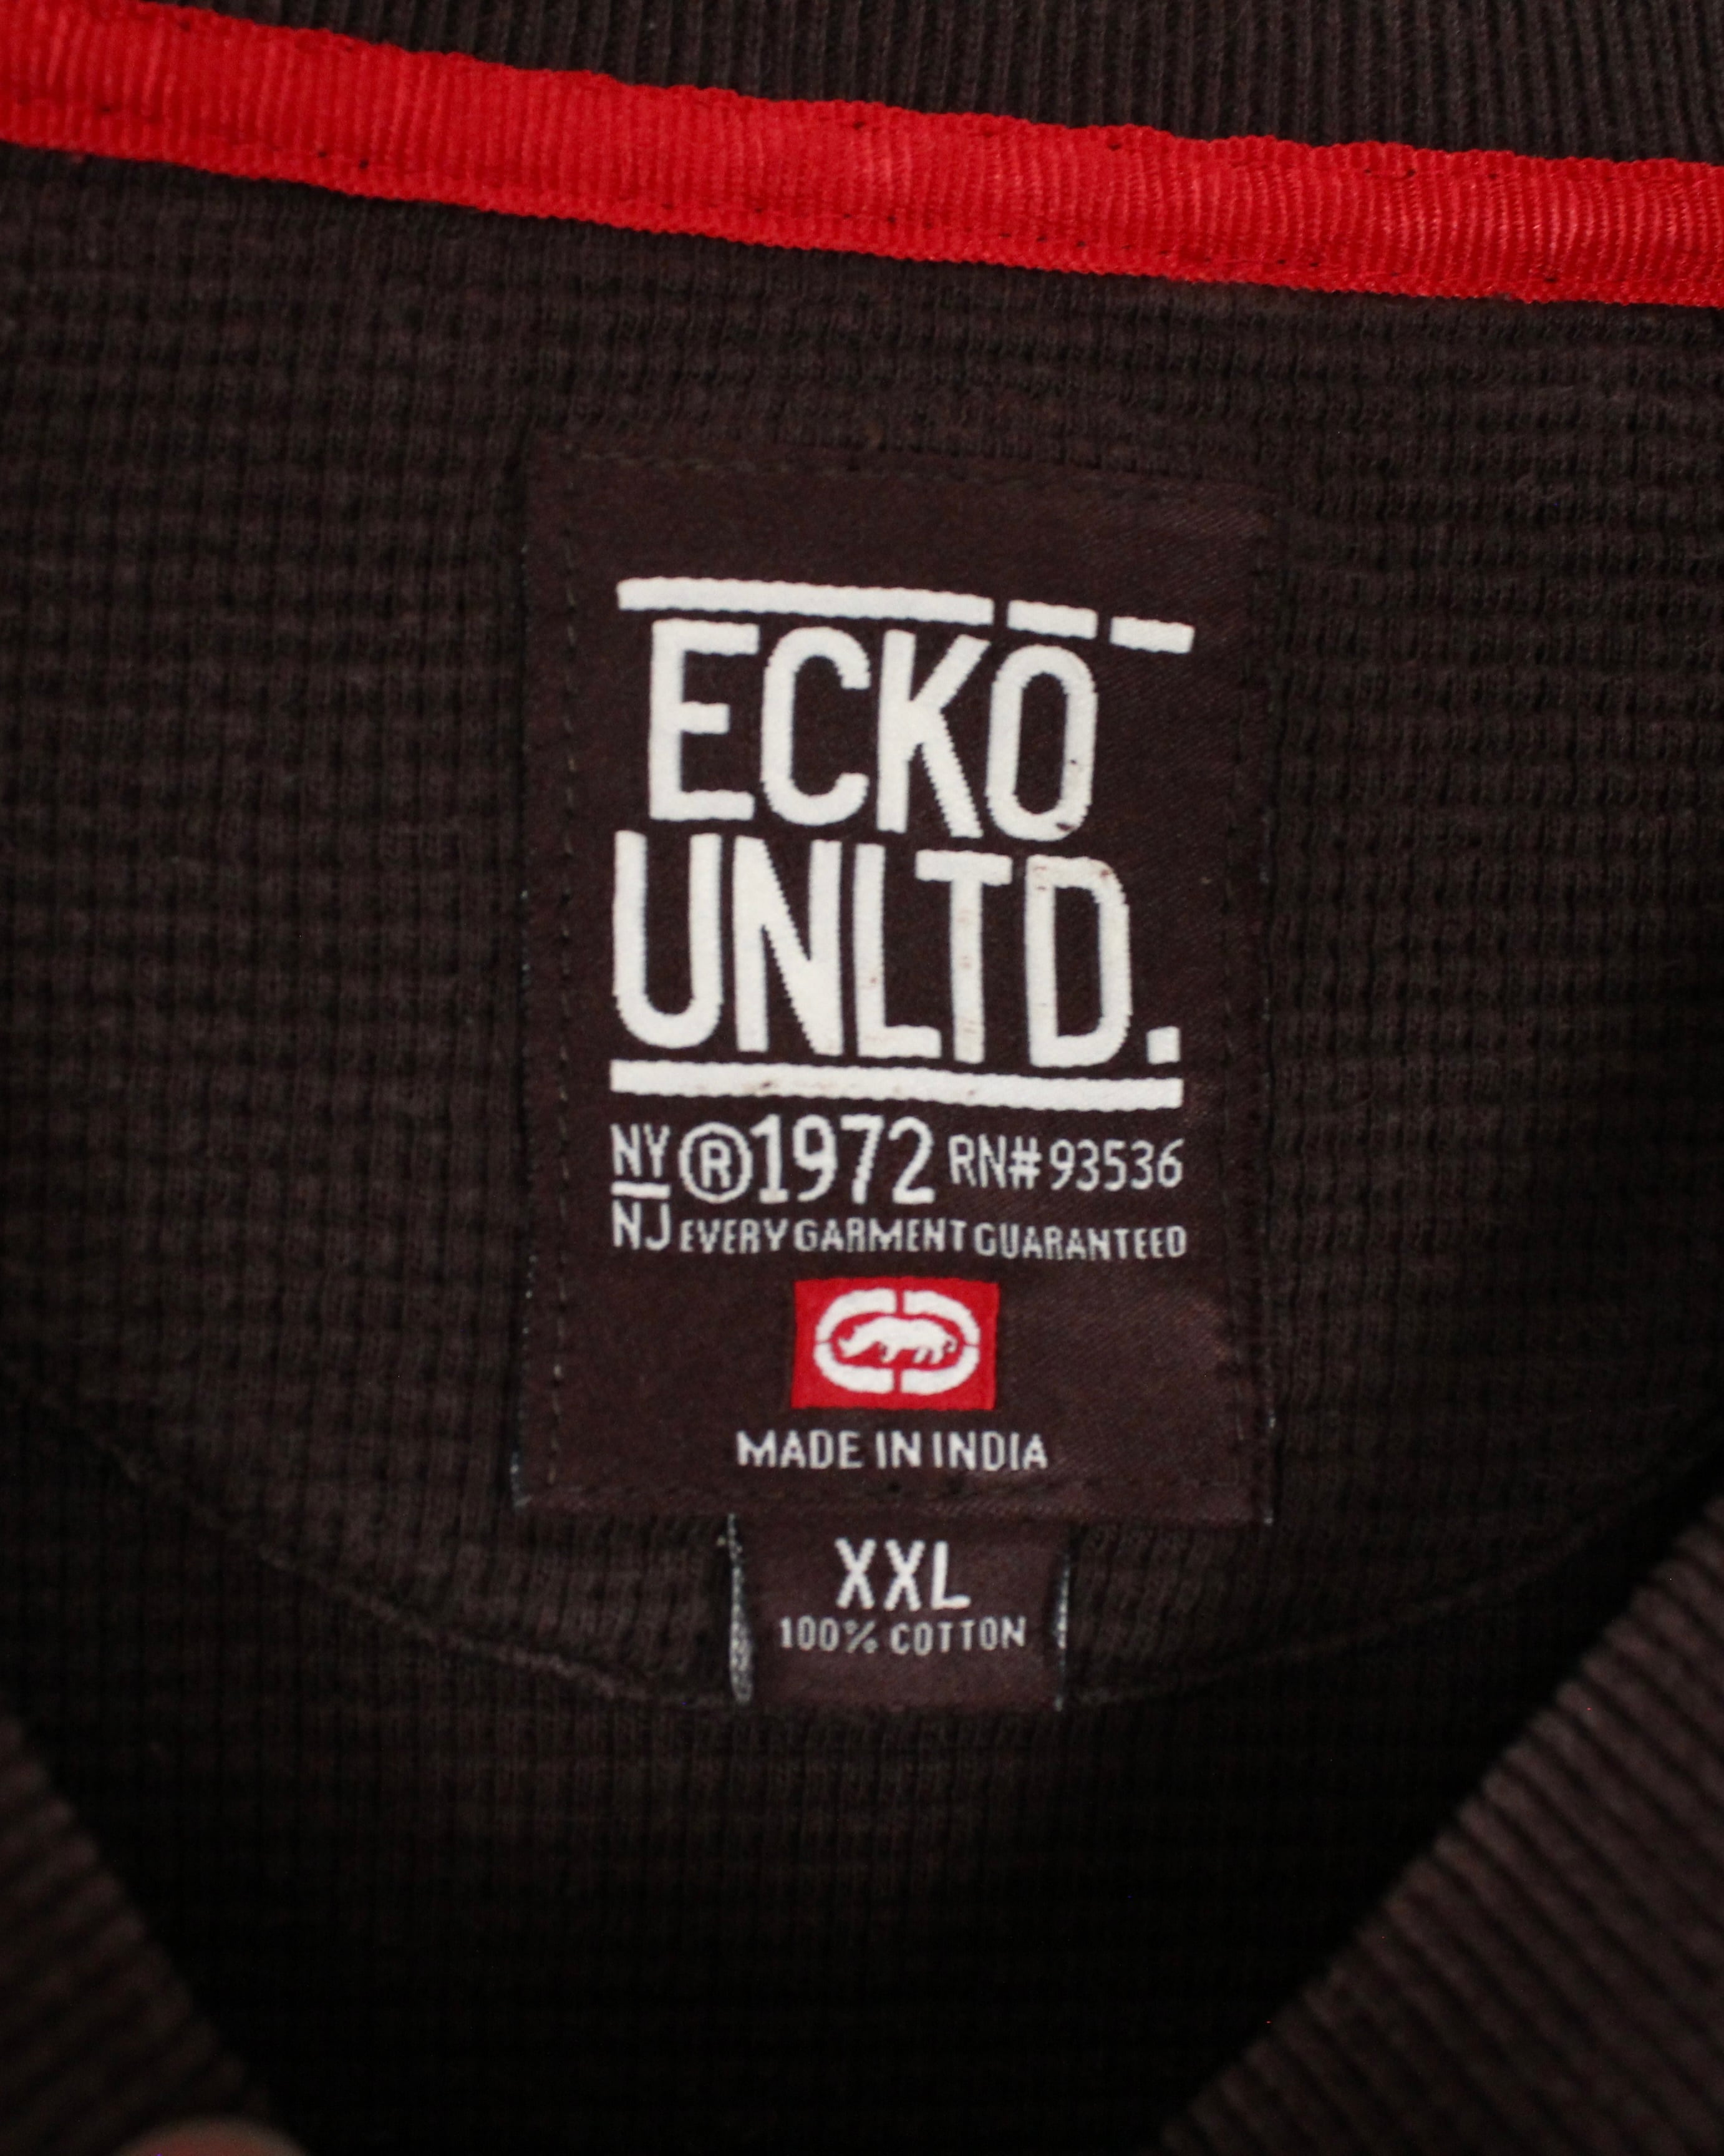 ECKO
UNLTD.
NY ®1972 RN# 93536
NJ EVERY GARMENT GUARANTEED
MADE IN INDIA
XXL
100% COTTON